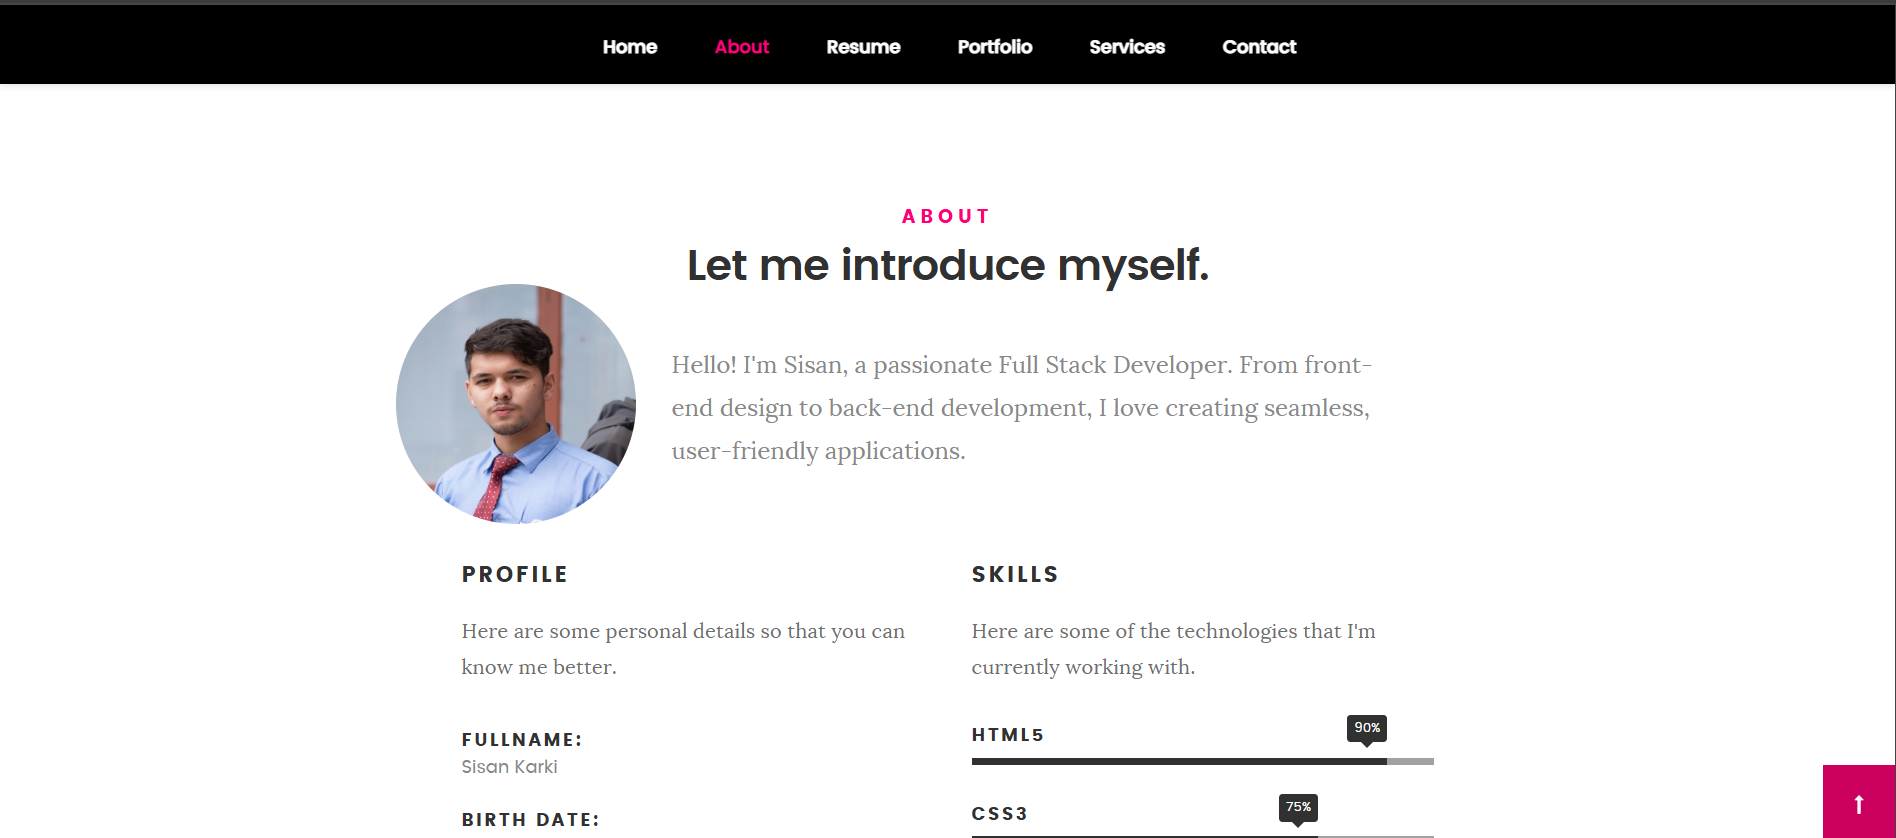 Home About Resume Portfolio Services Contact
ABOUT
Let me introduce myself.
Hello! I'm Sisan, a passionate Full Stack Developer. From front-
end design to back-end development, I love creating seamless,
user-friendly applications.
PROFILE
Here are some personal details so that you can
know me better.
FULLNAME:
Sisan Karki
BIRTH DATE:
SKILLS
Here are some of the technologies that I'm
currently working with.
HTML5 90%
CSS3 75%